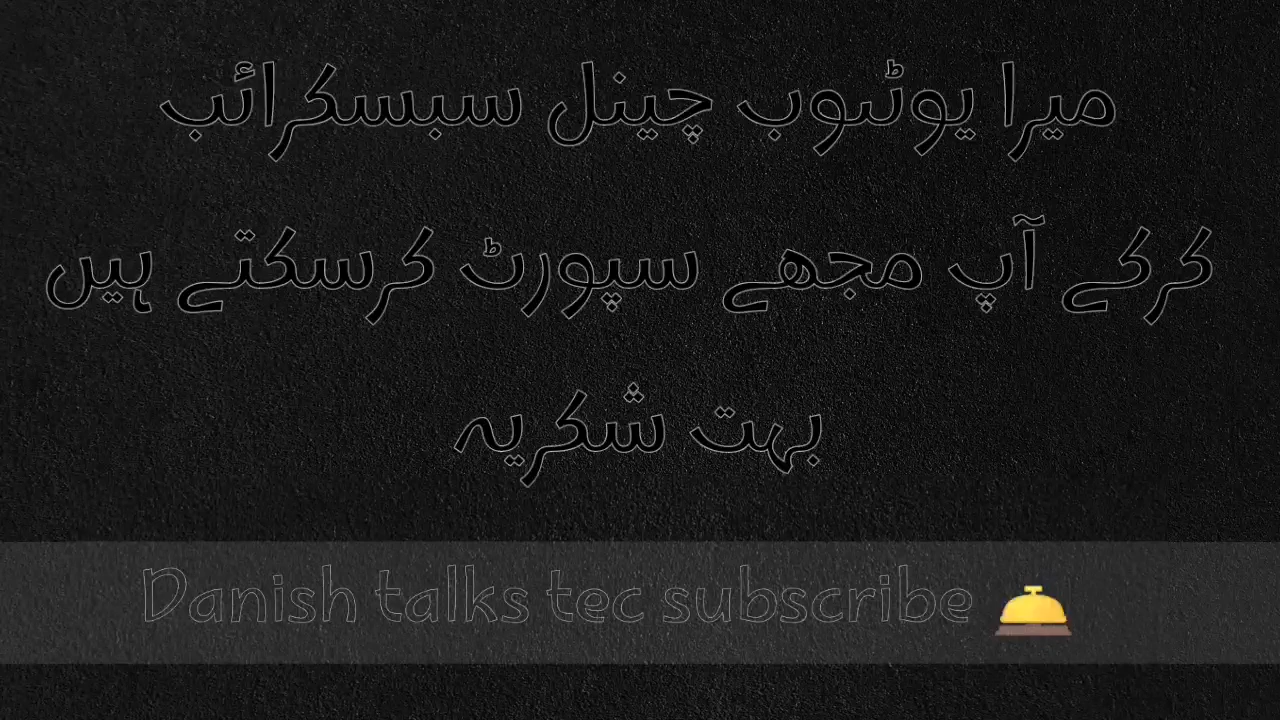 میرا یوٹیوب چینل سبسکرائب
کرکے آپ مجھے سپورٹ کرسکتے ہیں
بہت شکریہ
Danish talks tec subscribe 🛎️